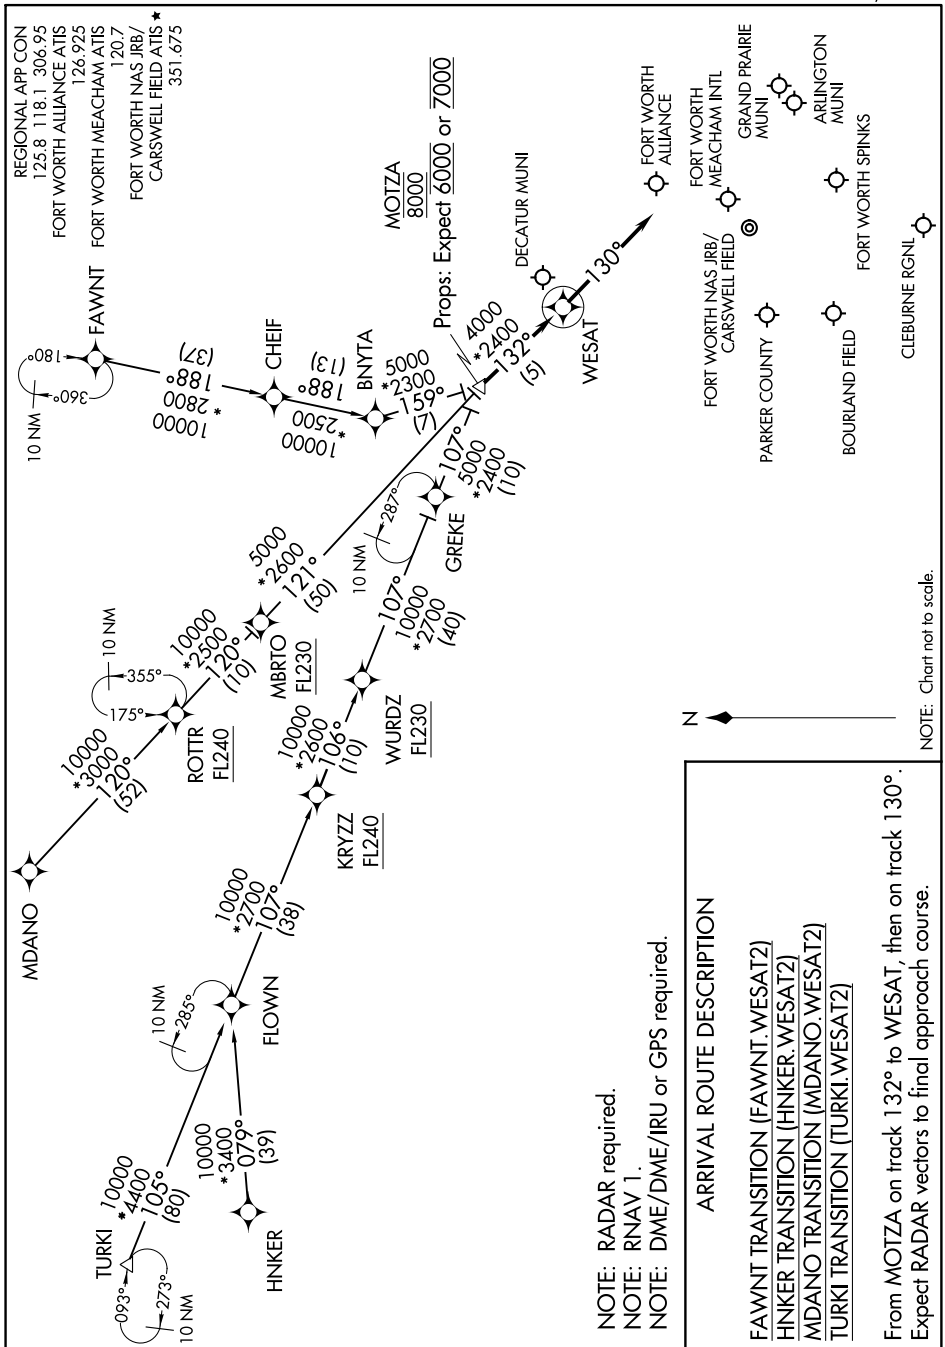 REGIONAL APP CON
125.8 118.1 306.95
FORT WORTH ALLIANCE ATIS
126.925
FORT WORTH MEACHAM ATIS
120.7
FORT WORTH NAS JRB/
CARSWELL FIELD ATIS ★
351.675
MDANO
10000
*3000
120°
(52)
ROTTR
FL240
10 NM
355°
175°
10000
*2500
120°
(10)
MBRTO
FL230
5000
*2600
121°
(50)
10 NM
180°
360°
FAWNT
10000
*2800
188°
(37)
CHEIF
10000
*2500
188°
(13)
BNYTA
5000
*2300
159°
(7)
MOTZA
8000
Props: Expect 6000 or 7000
TURKI
10 NM
093°
273°
10000
*4400
105°
(80)
HNKER
10000
*3400
079°
(39)
FLOWN
10 NM
285°
10000
*2700
107°
(38)
KRYZZ
FL240
10000
*2600
106°
(10)
WURDZ
FL230
107°
10000
*2700
(40)
10 NM
287°
GREKE
107°
5000
*2400
(10)
4000
*2400
132°
(5)
WESAT
130°
DECATUR MUNI
FORT WORTH
ALLIANCE
FORT WORTH
MEACHAM INTL
GRAND PRAIRIE
MUNI
ARLINGTON
MUNI
FORT WORTH NAS JRB/
CARSWELL FIELD
PARKER COUNTY
FORT WORTH SPINKS
BOURLAND FIELD
CLEBURNE RGNL
N
NOTE: Chart not to scale.
NOTE: RADAR required.
NOTE: RNAV 1.
NOTE: DME/DME/IRU or GPS required.
ARRIVAL ROUTE DESCRIPTION
FAWNT TRANSITION (FAWNT.WESAT2)
HNKER TRANSITION (HNKER.WESAT2)
MDANO TRANSITION (MDANO.WESAT2)
TURKI TRANSITION (TURKI.WESAT2)
From MOTZA on track 132° to WESAT, then on track 130°.
Expect RADAR vectors to final approach course.